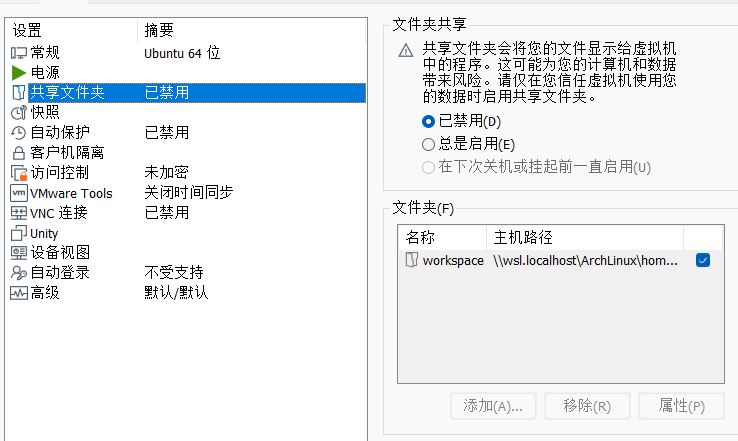 设置 摘要
常规 Ubuntu 64 位
电源
共享文件夹 已禁用
快照
自动保护 已禁用
客户机隔离
访问控制 未加密
VMware Tools 关闭时间同步
VNC 连接 已禁用
Unity
设备视图
自动登录 不受支持
高级 默认/默认
文件夹共享
共享文件夹会将您的文件显示给虚拟机
中的程序。这可能为您的计算机和数据
带来风险。请仅在您信任虚拟机使用您
的数据时启用共享文件夹。
已禁用(D)
总是启用(E)
在下次关机或挂起前一直启用(U)
文件夹(F)
名称 主机路径
workspace \\wsl.localhost\ArchLinux\hom...
添加(A)... 移除(R) 属性(P)